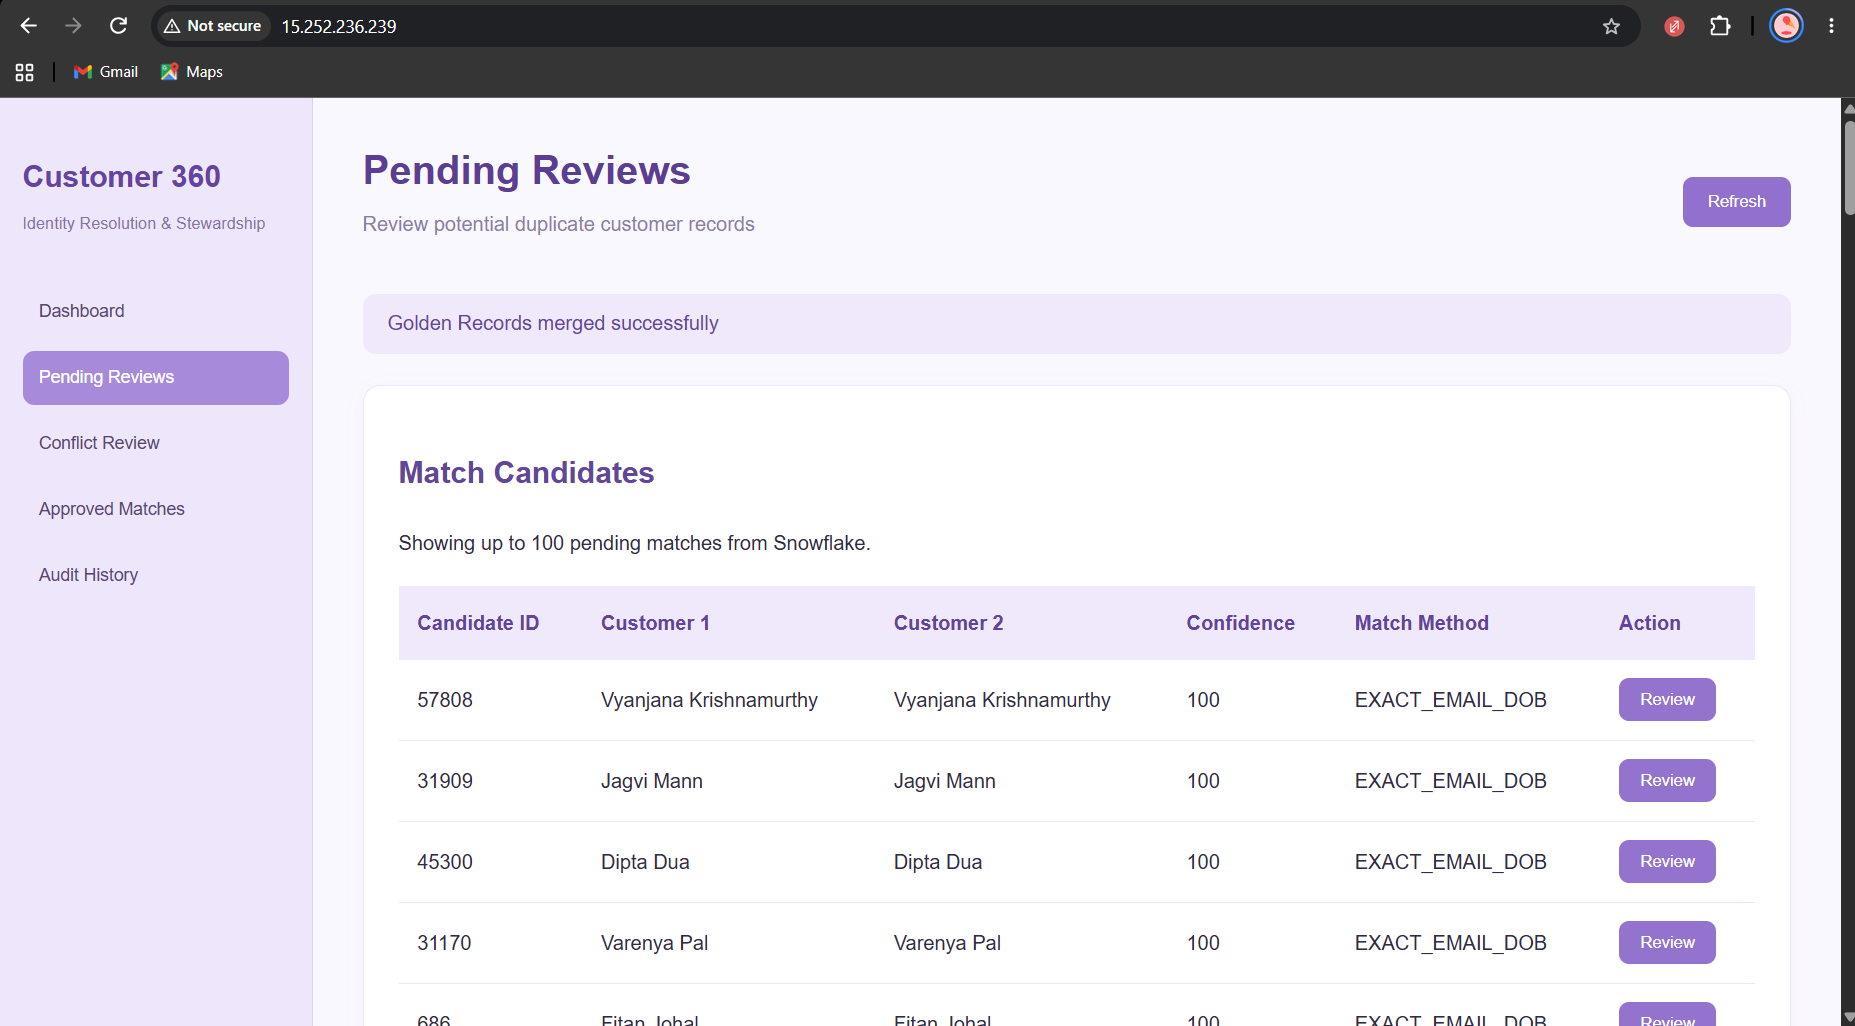 Not secure 15.252.236.239
Gmail Maps
Customer 360
Identity Resolution & Stewardship
Dashboard
Pending Reviews
Conflict Review
Approved Matches
Audit History
Pending Reviews
Review potential duplicate customer records
Refresh
Golden Records merged successfully
Match Candidates
Showing up to 100 pending matches from Snowflake.
Candidate ID Customer 1 Customer 2 Confidence Match Method Action
57808 Vyanjana Krishnamurthy Vyanjana Krishnamurthy 100 EXACT_EMAIL_DOB Review
31909 Jagvi Mann Jagvi Mann 100 EXACT_EMAIL_DOB Review
45300 Dipta Dua Dipta Dua 100 EXACT_EMAIL_DOB Review
31170 Varenya Pal Varenya Pal 100 EXACT_EMAIL_DOB Review
686 100 EXACT_EMAIL_DOB Review